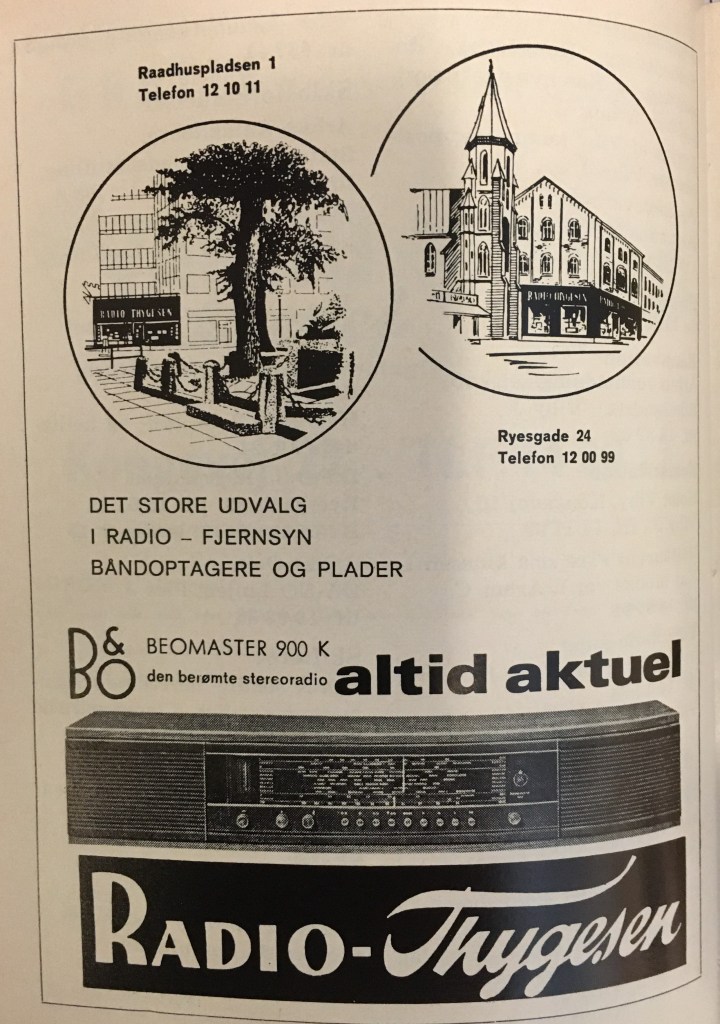 Raadhuspladsen 1
Telefon 12 10 11
RADIO THYGESEN
RADIO THYGESEN
Ryesgade 24
Telefon 12 00 99
DET STORE UDVALG
I RADIO – FJERNSYN
BÅNDOPTAGERE OG PLADER
B&O
BEOMASTER 900 K
den berømte stereoradio
altid aktuel
RADIO-Thygesen